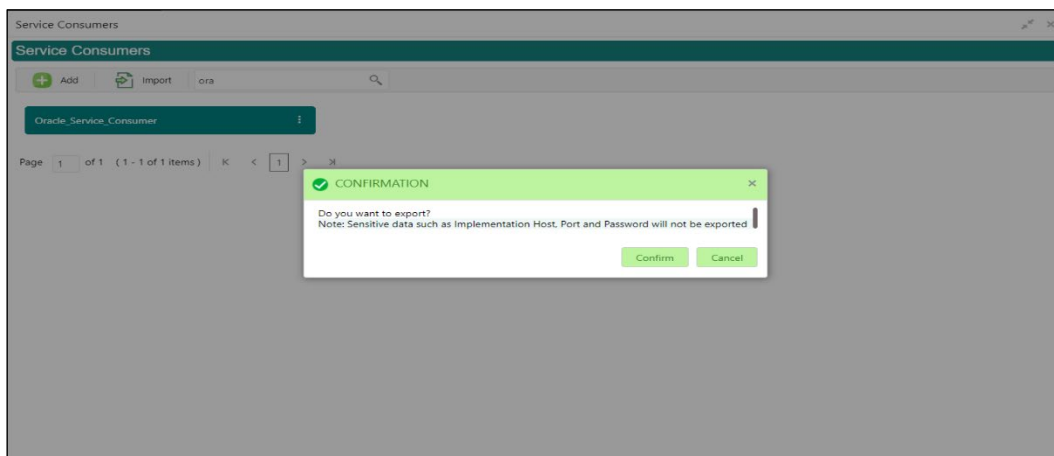 Service Consumers
Service Consumers
Add Import ora
Oracle_Service_Consumer
Page 1 of 1 (1 - 1 of 1 items) K < 1 > >|
CONFIRMATION
Do you want to export?
Note: Sensitive data such as Implementation Host, Port and Password will not be exported
Confirm Cancel